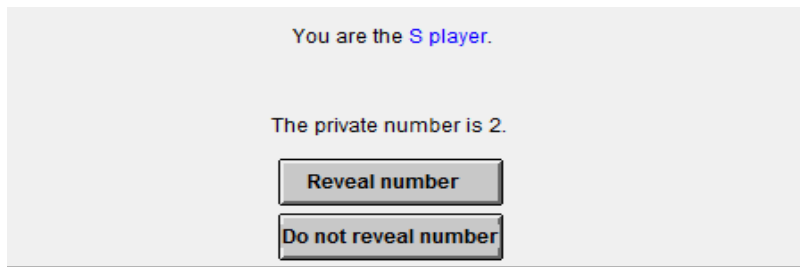 You are the S player.
The private number is 2.
Reveal number
Do not reveal number